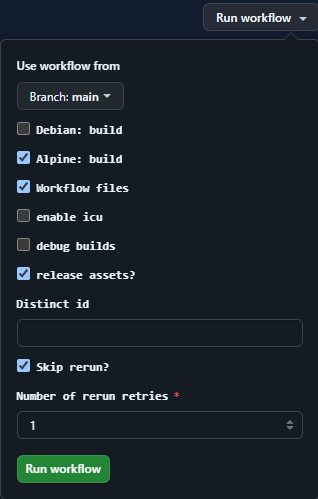 Run workflow
Use workflow from
Branch: main
Debian: build
Alpine: build
Workflow files
enable icu
debug builds
release assets?
Distinct id
Skip rerun?
Number of rerun retries *
1
Run workflow